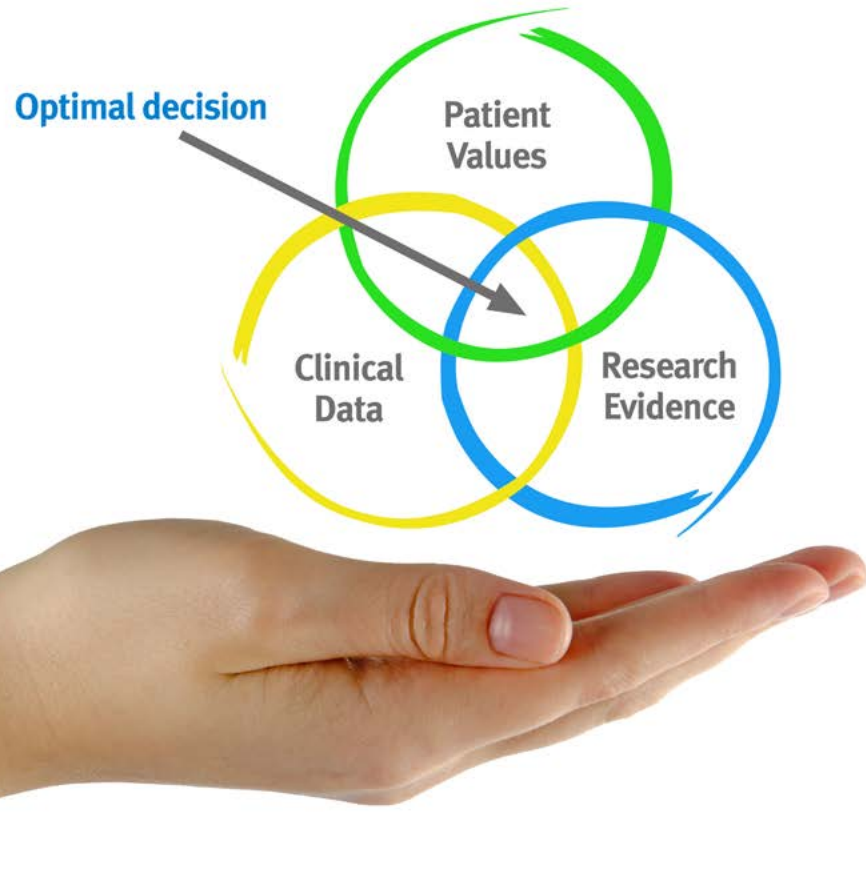 Optimal decision
Patient
Values
Clinical
Data
Research
Evidence